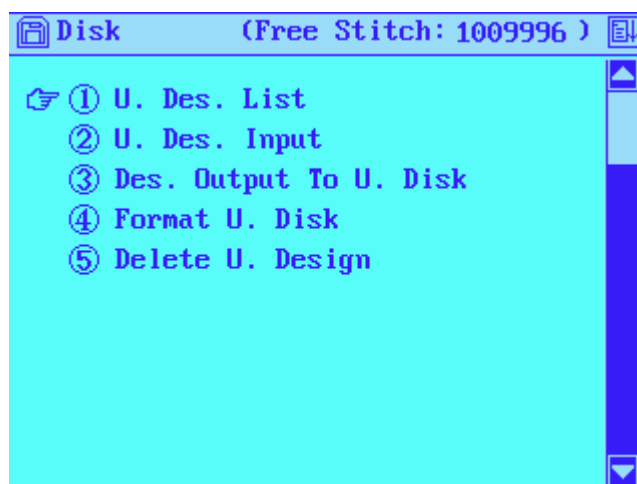 Disk (Free Stitch: 1009996 )
① U. Des. List
② U. Des. Input
③ Des. Output To U. Disk
④ Format U. Disk
⑤ Delete U. Design